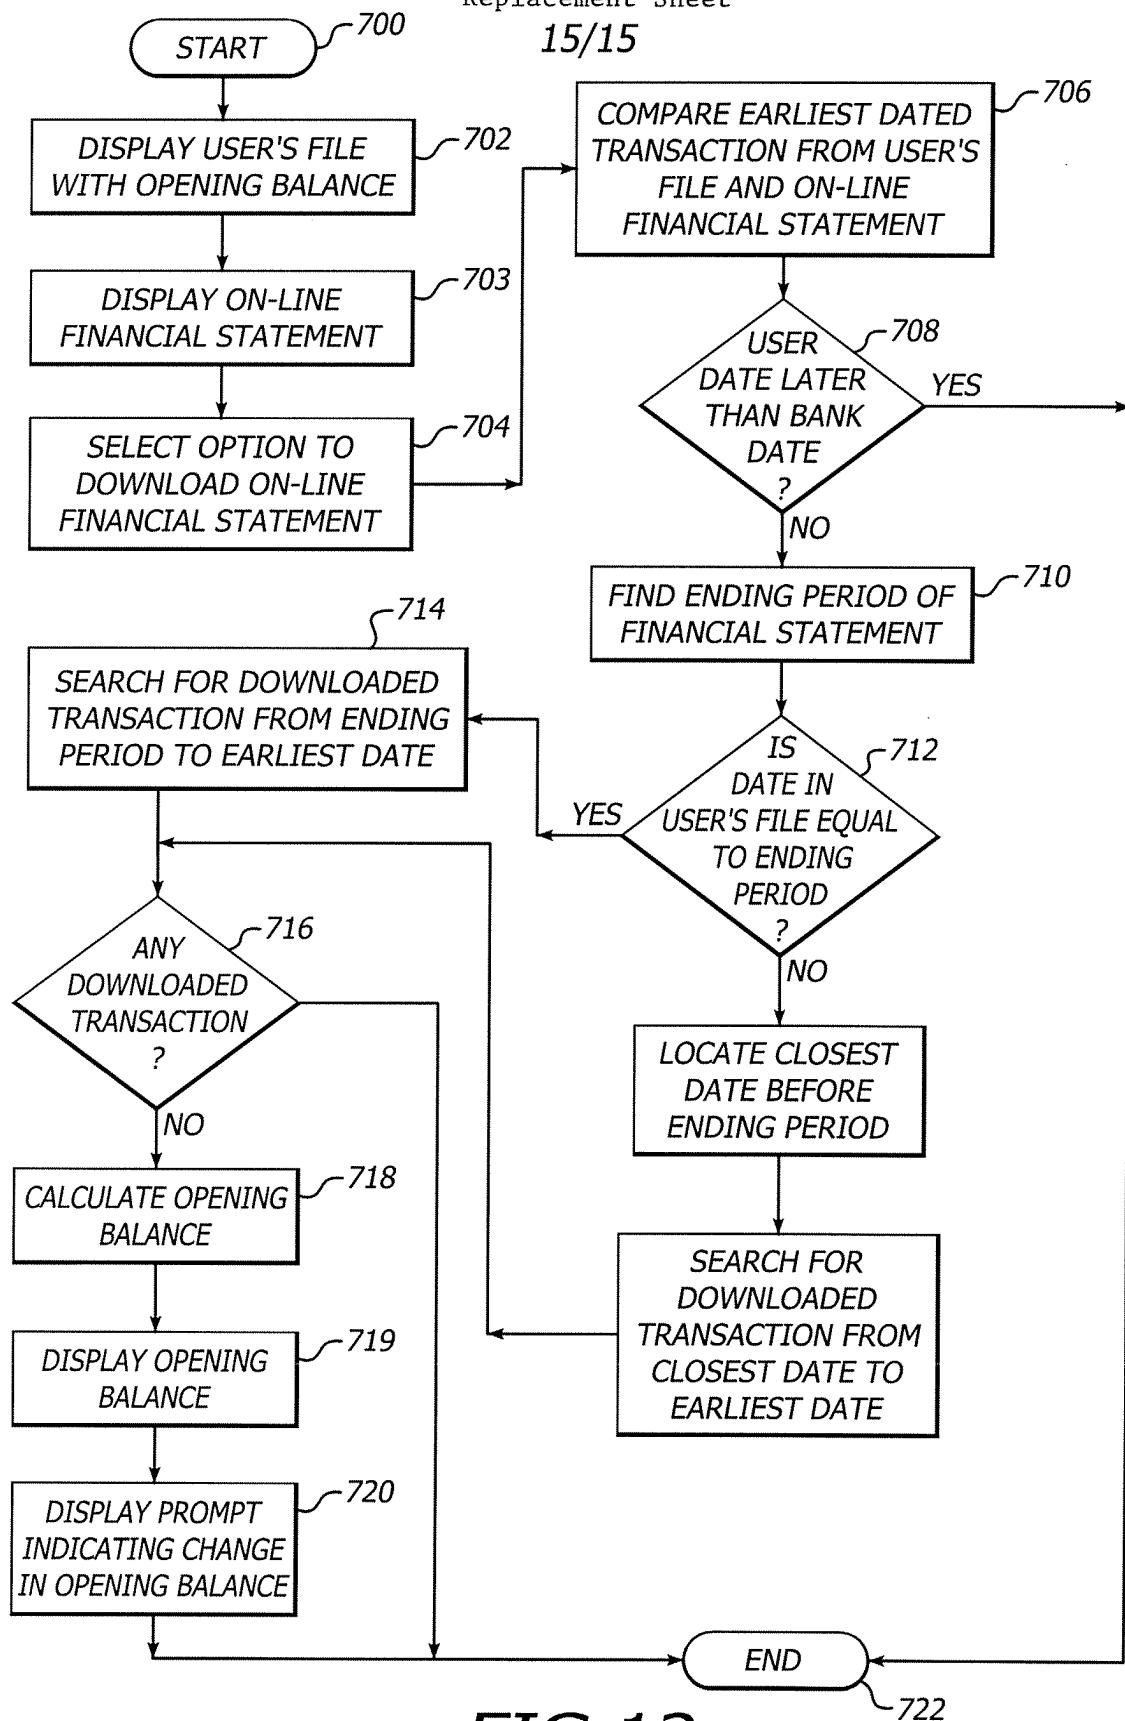 Replacement Sheet
15/15
START
700
DISPLAY USER'S FILE
WITH OPENING BALANCE
702
DISPLAY ON-LINE
FINANCIAL STATEMENT
703
SELECT OPTION TO
DOWNLOAD ON-LINE
FINANCIAL STATEMENT
704
COMPARE EARLIEST DATED
TRANSACTION FROM USER'S
FILE AND ON-LINE
FINANCIAL STATEMENT
706
USER
DATE LATER
THAN BANK
DATE
?
708
YES
NO
FIND ENDING PERIOD OF
FINANCIAL STATEMENT
710
IS
DATE IN
USER'S FILE EQUAL
TO ENDING
PERIOD
?
712
YES
NO
SEARCH FOR DOWNLOADED
TRANSACTION FROM ENDING
PERIOD TO EARLIEST DATE
714
LOCATE CLOSEST
DATE BEFORE
ENDING PERIOD
SEARCH FOR
DOWNLOADED
TRANSACTION FROM
CLOSEST DATE TO
EARLIEST DATE
ANY
DOWNLOADED
TRANSACTION
?
716
NO
CALCULATE OPENING
BALANCE
718
DISPLAY OPENING
BALANCE
719
DISPLAY PROMPT
INDICATING CHANGE
IN OPENING BALANCE
720
END
722